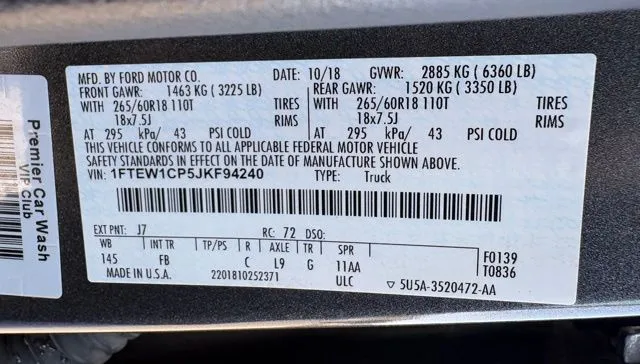 MFD. BY FORD MOTOR CO. DATE: 10/18 GVWR: 2885 KG ( 6360 LB)
FRONT GAWR: 1463 KG ( 3225 LB) REAR GAWR: 1520 KG ( 3350 LB)
WITH 265/60R18 110T TIRES WITH 265/60R18 110T TIRES
18x7.5J RIMS 18x7.5J RIMS
AT 295 kPa/ 43 PSI COLD AT 295 kPa/ 43 PSI COLD
THIS VEHICLE CONFORMS TO ALL APPLICABLE FEDERAL MOTOR VEHICLE
SAFETY STANDARDS IN EFFECT ON THE DATE OF MANUFACTURE SHOWN ABOVE.
VIN: 1FTEW1CP5JKF94240 TYPE: Truck
EXT PNT: J7 RC: 72 DSO:
WB INT TR TP/PS R AXLE TR SPR F0139
145 FB C L9 G 11AA T0836
MADE IN U.S.A. 2201810252371 ULC 5U5A-3520472-AA
Premier Car Wash
VIP Club